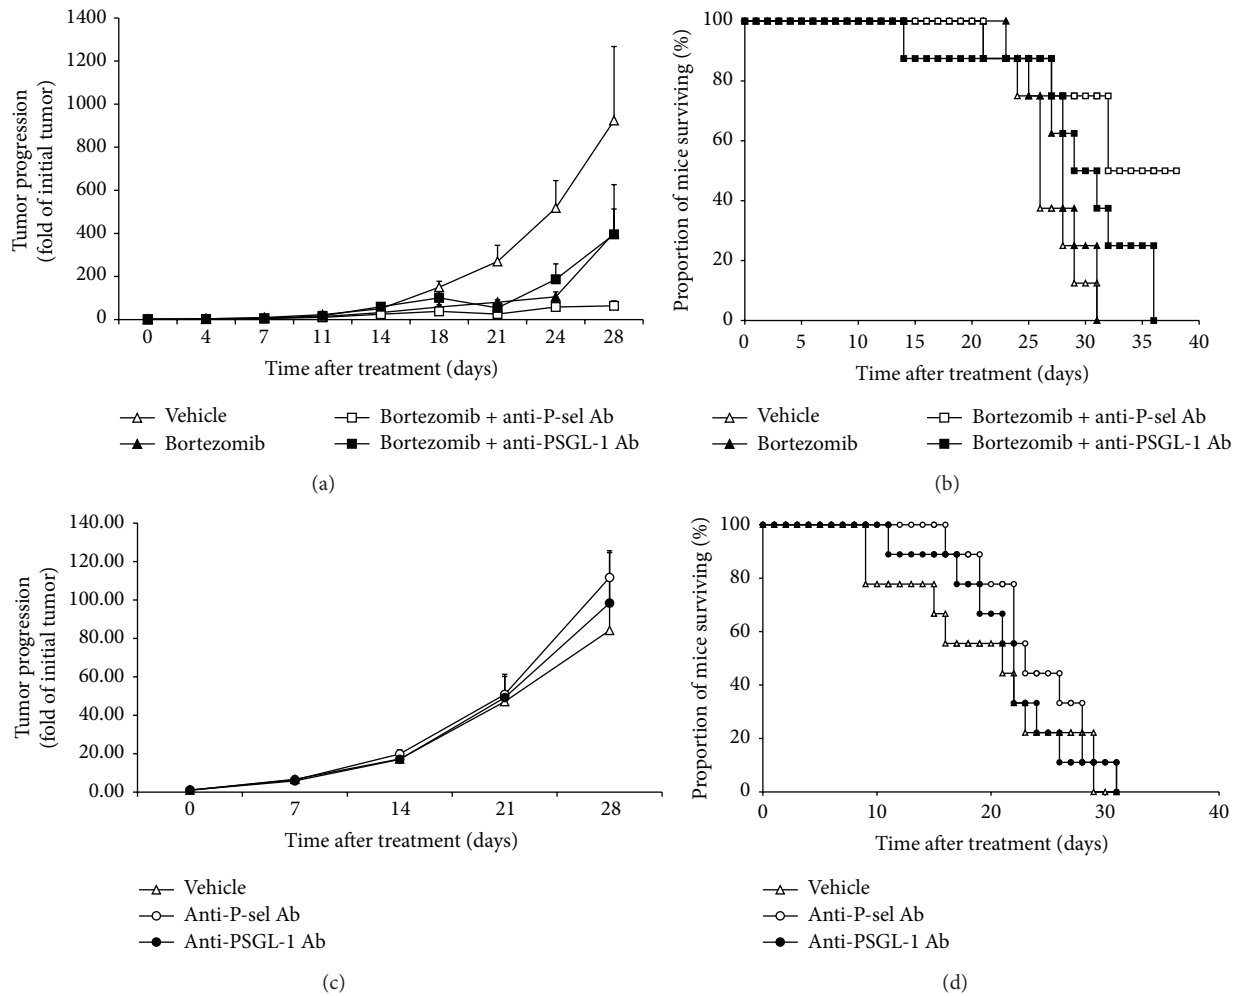 1400
1200
1000
800
600
400
200
0
Tumor progression
(fold of initial tumor)
0 4 7 11 14 18 21 24 28
Time after treatment (days)
Vehicle
Bortezomib
Bortezomib + anti-P-sel Ab
Bortezomib + anti-PSGL-1 Ab
(a)
100
80
60
40
20
0
Proportion of mice surviving (%)
0 5 10 15 20 25 30 35 40
Time after treatment (days)
Vehicle
Bortezomib
Bortezomib + anti-P-sel Ab
Bortezomib + anti-PSGL-1 Ab
(b)
140.00
120.00
100.00
80.00
60.00
40.00
20.00
0.00
Tumor progression
(fold of initial tumor)
0 7 14 21 28
Time after treatment (days)
Vehicle
Anti-P-sel Ab
Anti-PSGL-1 Ab
(c)
100
80
60
40
20
0
Proportion of mice surviving (%)
0 10 20 30 40
Time after treatment (days)
Vehicle
Anti-P-sel Ab
Anti-PSGL-1 Ab
(d)